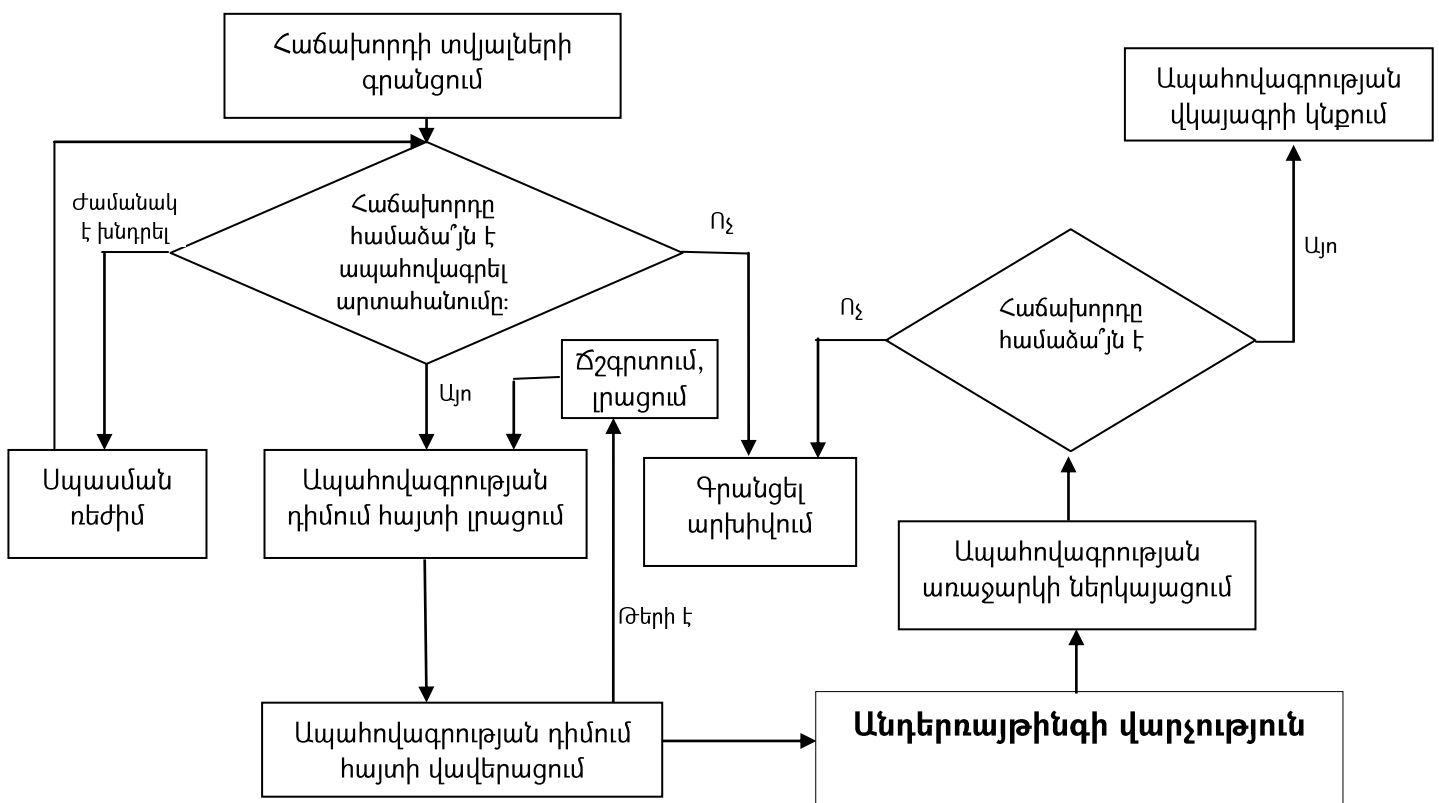 Հաճախորդի տվյալների
գրանցում
Ապահովագրության
վկայագրի կնքում
Ժամանակ
է խնդրել
Հաճախորդը
համաձա՞յն է
ապահովագրել
արտահանումը։
Ոչ
Այո
Ոչ
Հաճախորդը
համաձա՞յն է
Այո
Ճշգրտում,
լրացում
Սպասման
ռեժիմ
Ապահովագրության
դիմում հայտի լրացում
Գրանցել
արխիվում
Ապահովագրության
առաջարկի ներկայացում
Թերի է
Ապահովագրության դիմում
հայտի վավերացում
Անդերռայթինգի վարչություն